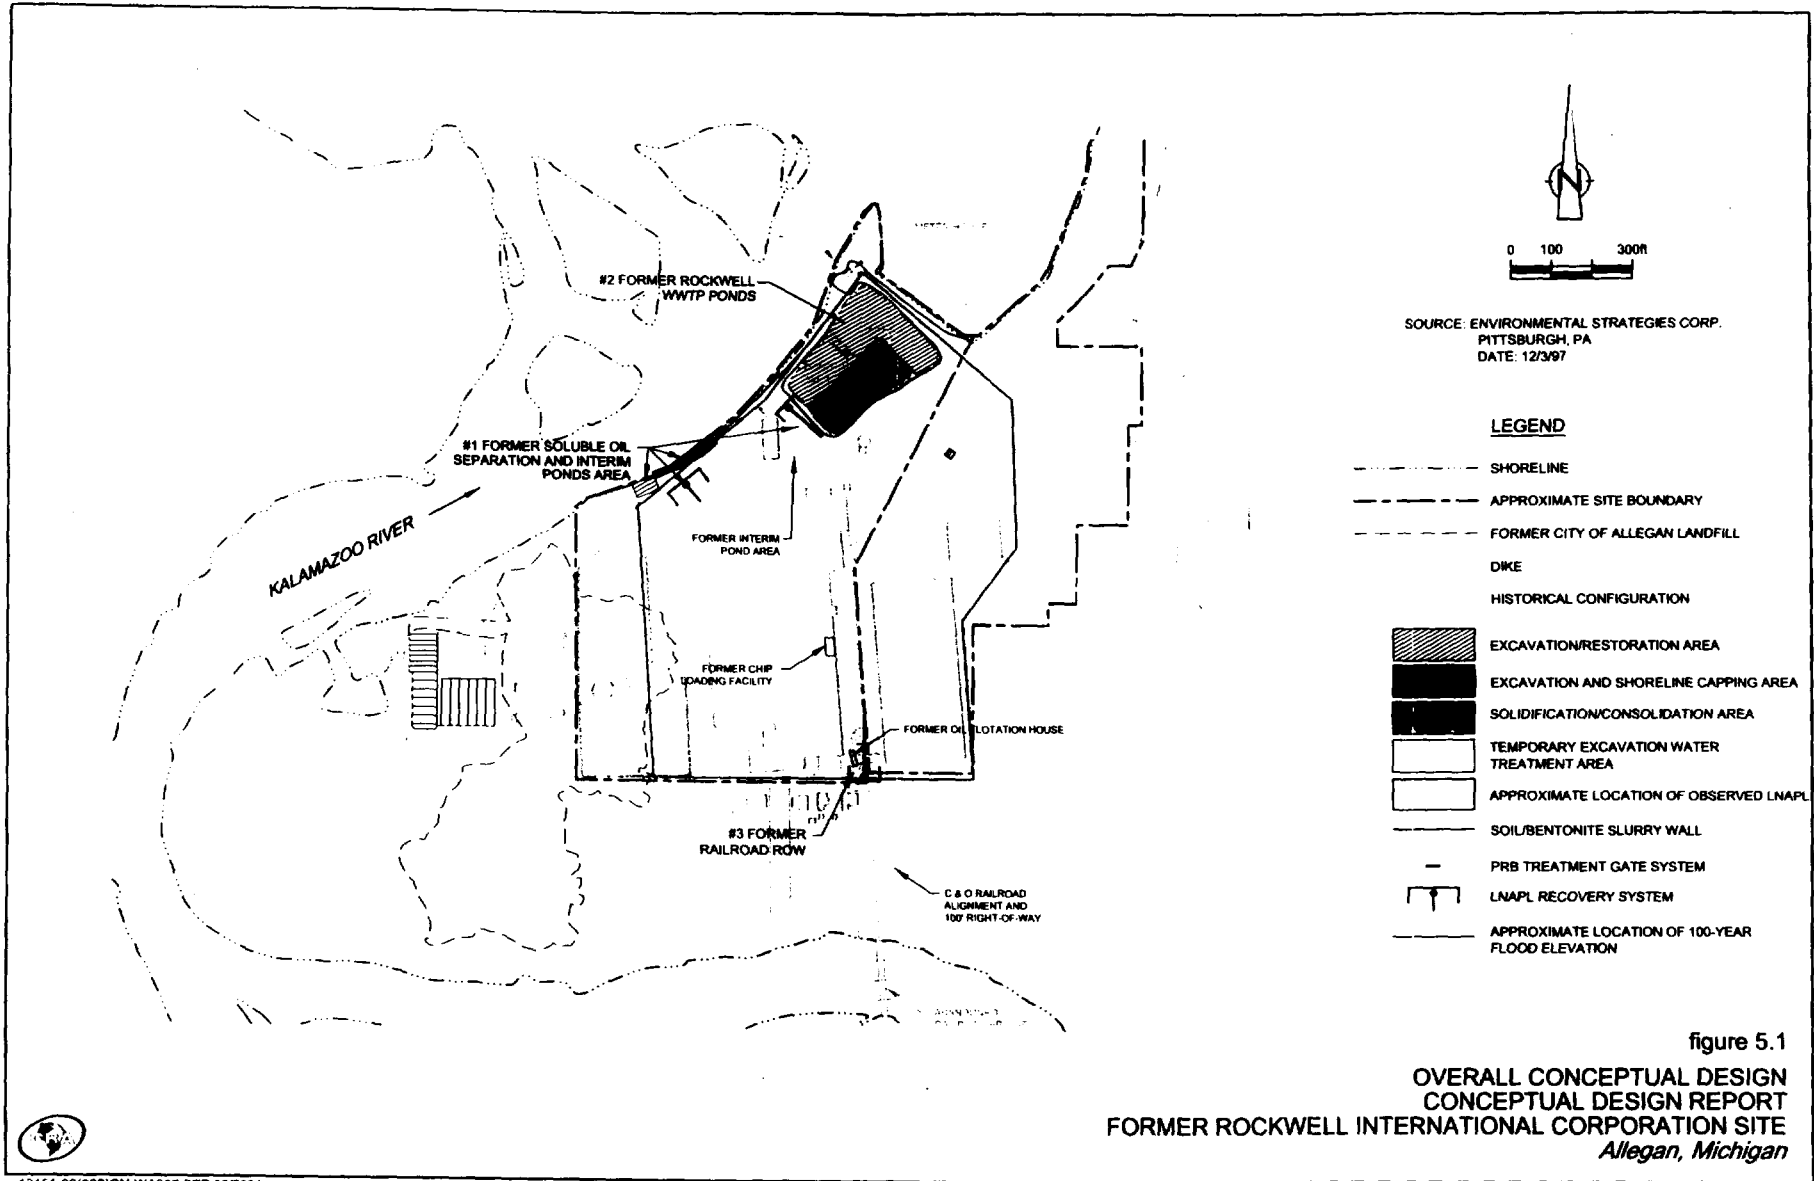 #2 FORMER ROCKWELL
WWTP PONDS
#1 FORMER SOLUBLE OIL
SEPARATION AND INTERIM
PONDS AREA
KALAMAZOO RIVER
FORMER INTERIM
POND AREA
FORMER CHIP
LOADING FACILITY
FORMER OIL FLOTATION HOUSE
#3 FORMER
RAILROAD ROW
C & O RAILROAD
ALIGNMENT AND
100' RIGHT-OF-WAY
N
0 100 300ft
SOURCE: ENVIRONMENTAL STRATEGIES CORP.
PITTSBURGH, PA
DATE: 12/3/97
LEGEND
SHORELINE
APPROXIMATE SITE BOUNDARY
FORMER CITY OF ALLEGAN LANDFILL
DIKE
HISTORICAL CONFIGURATION
EXCAVATION/RESTORATION AREA
EXCAVATION AND SHORELINE CAPPING AREA
SOLIDIFICATION/CONSOLIDATION AREA
TEMPORARY EXCAVATION WATER
TREATMENT AREA
APPROXIMATE LOCATION OF OBSERVED LNAPL
SOIL/BENTONITE SLURRY WALL
PRB TREATMENT GATE SYSTEM
LNAPL RECOVERY SYSTEM
APPROXIMATE LOCATION OF 100-YEAR
FLOOD ELEVATION
figure 5.1
OVERALL CONCEPTUAL DESIGN
CONCEPTUAL DESIGN REPORT
FORMER ROCKWELL INTERNATIONAL CORPORATION SITE
Allegan, Michigan